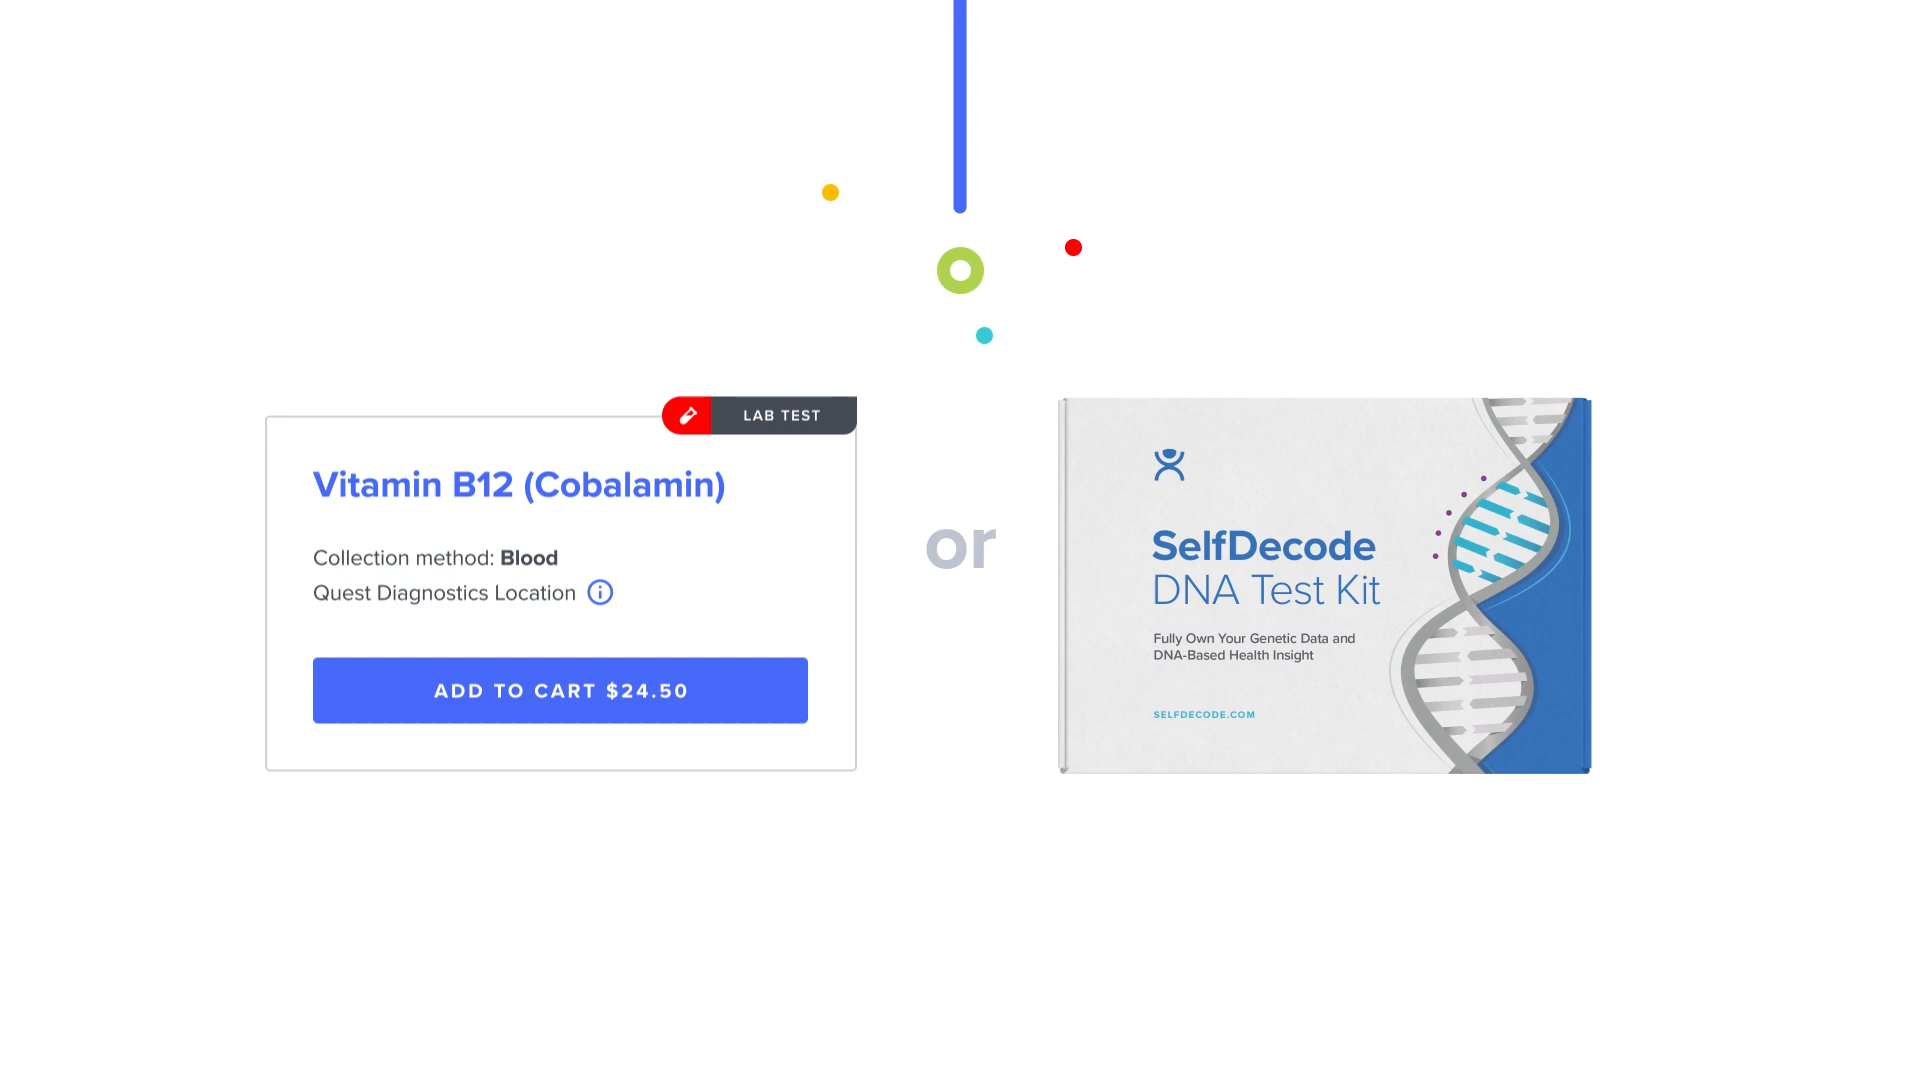 LAB TEST
Vitamin B12 (Cobalamin)
Collection method: Blood
Quest Diagnostics Location
ADD TO CART $24.50
or
SelfDecode
DNA Test Kit
Fully Own Your Genetic Data and
DNA-Based Health Insight
SELFDECODE.COM